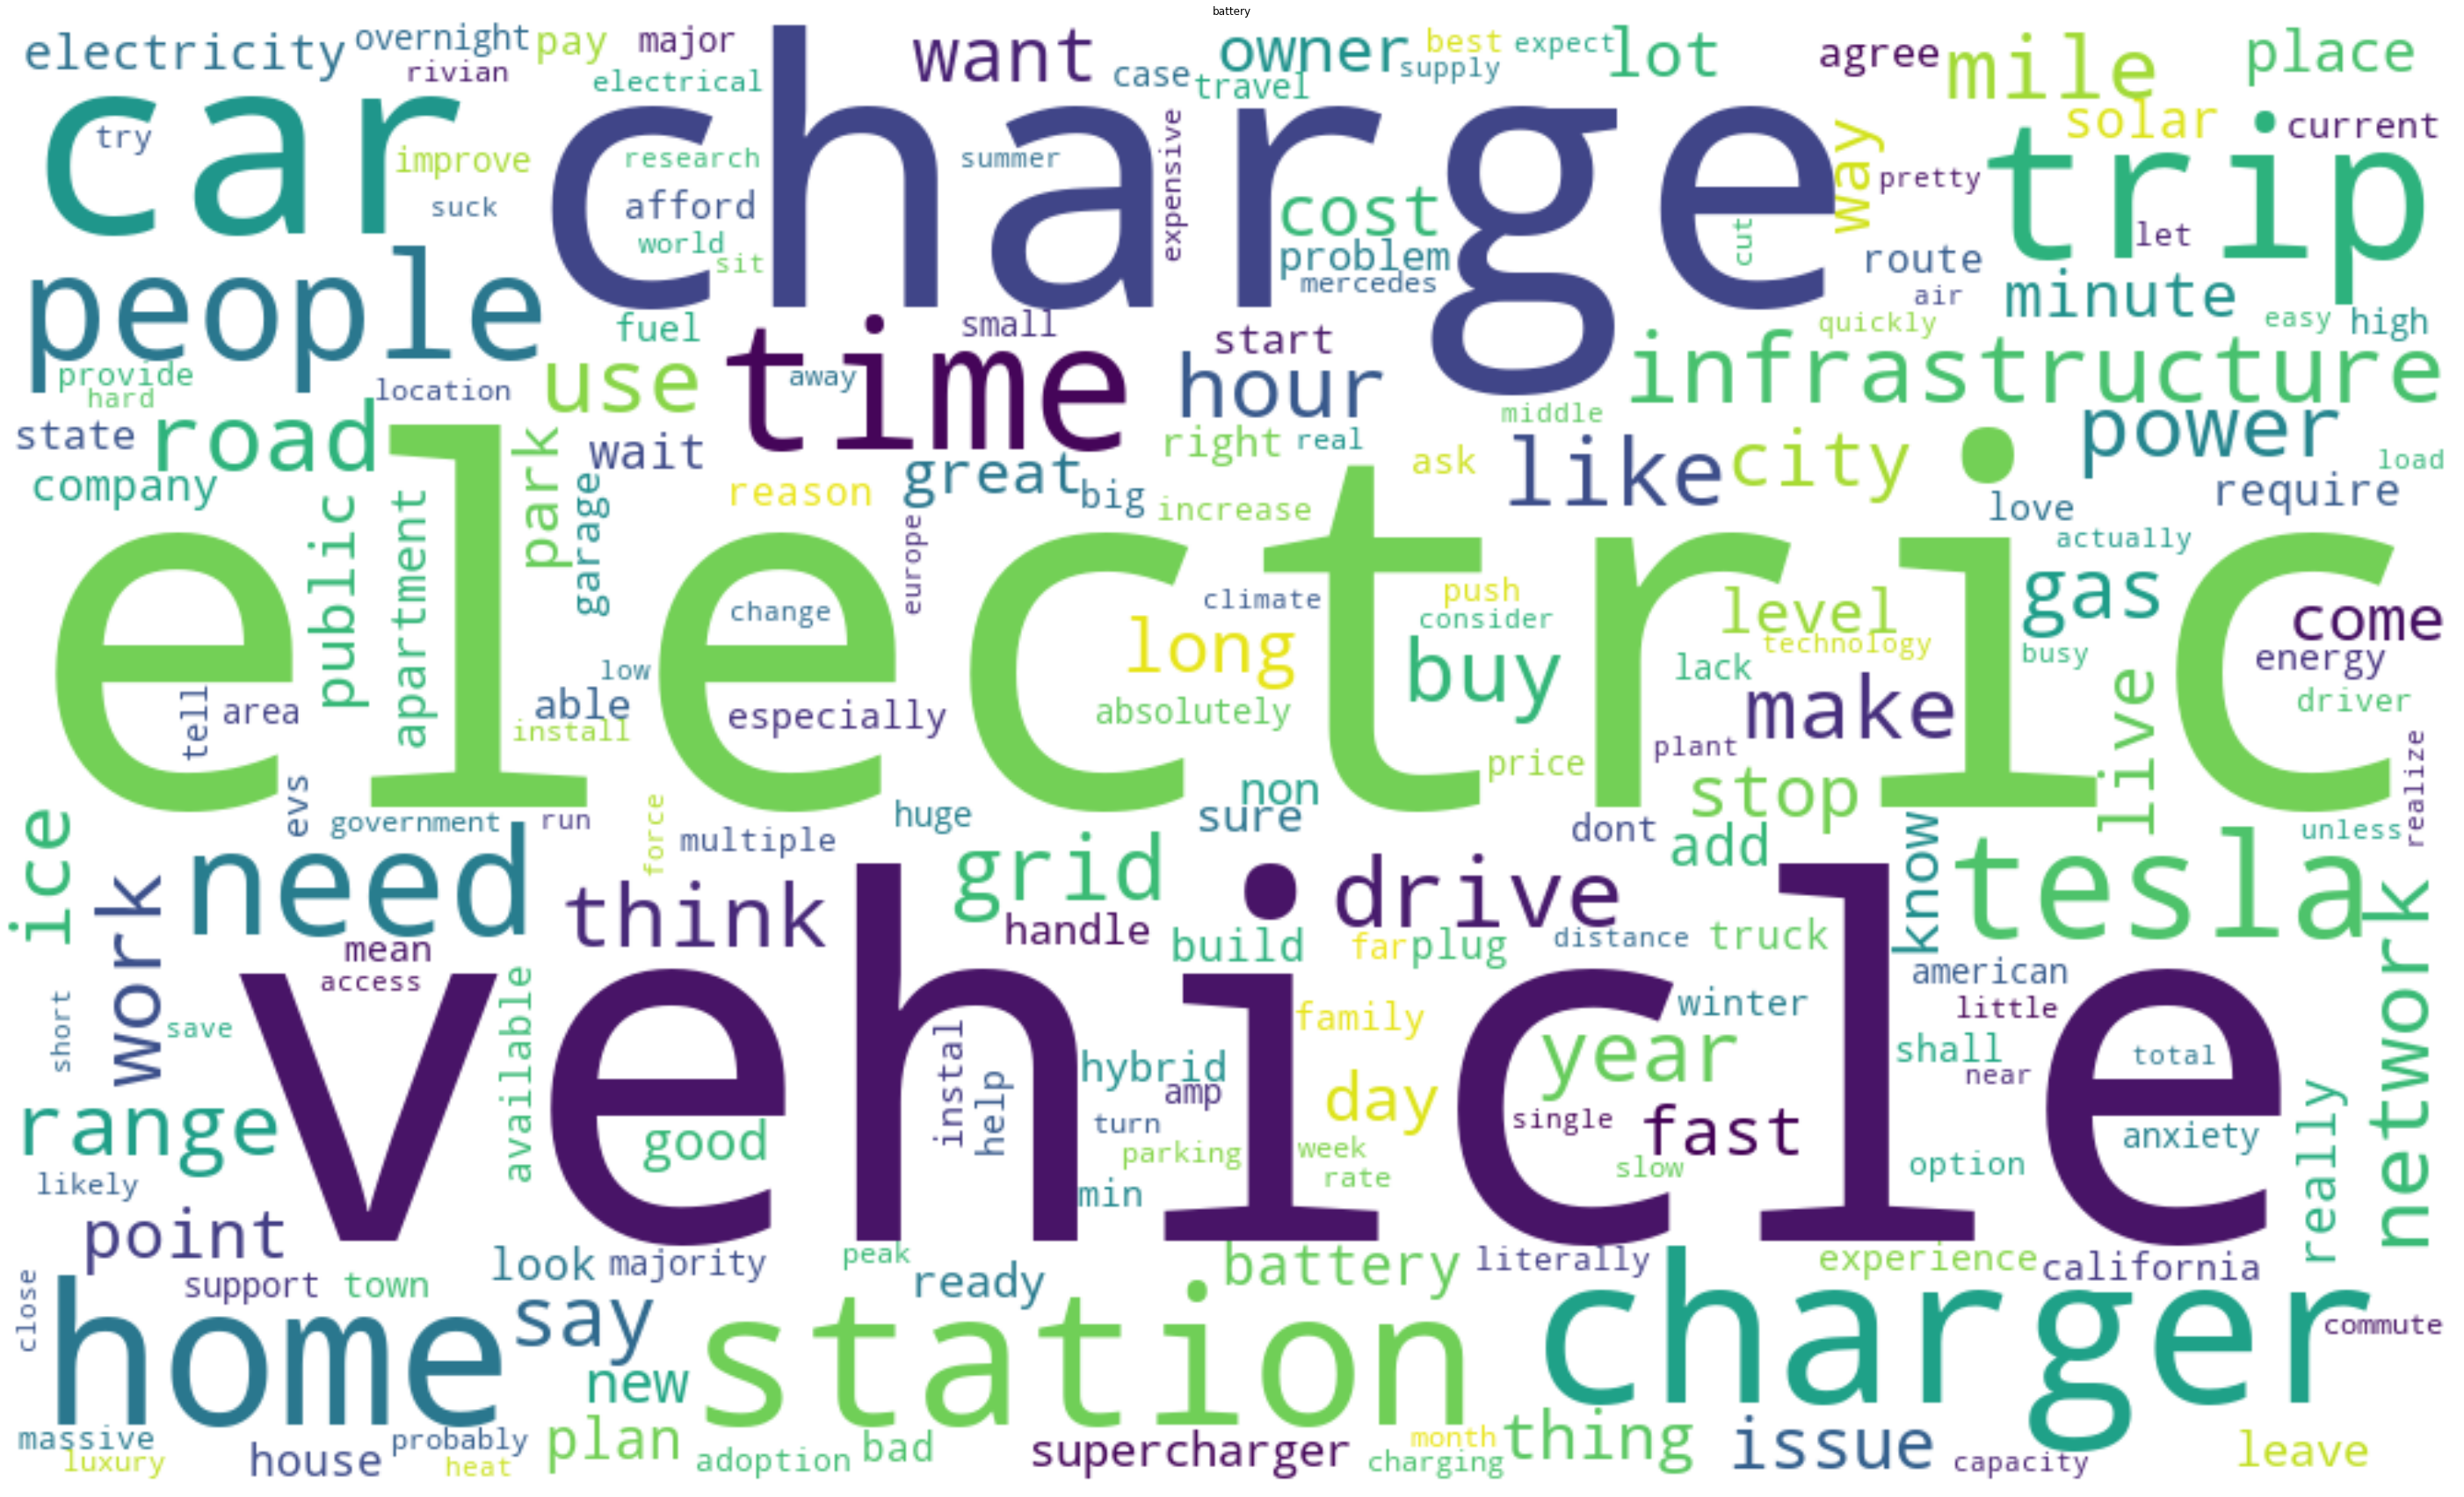 battery
electricity overnight pay major want owner best expect lot agree mile place
rivian electrical case travel supply solar current
car charge trip
try improve research summer expensive way pretty
suck afford cost cut let
world sit problem mercedes route air minute
people fuel time small start quickly easy high
provide hard location use away hour middle infrastructure
state road wait right real like city power
company park great big ask love require load
public apartment garage reason europe increase actually
electric
change climate push consider level technology gas come
low long buy lack busy energy
tell area able install especially absolutely make live driver
price plant realize
evs non stop
ice government run force multiple huge sure dont add know unless
need think grid drive tesla
work mean handle build far plug distance truck network
access available american
vehicle
short save instal family winter little
help hybrid amp day year shall near total
range good turn single fast anxiety really
parking week slow option
likely min rate
point look majority peak ready battery literally experience california
close support town
home say station charger commute
new
massive luxury house probably heat plan adoption bad supercharger month charging thing issue capacity leave